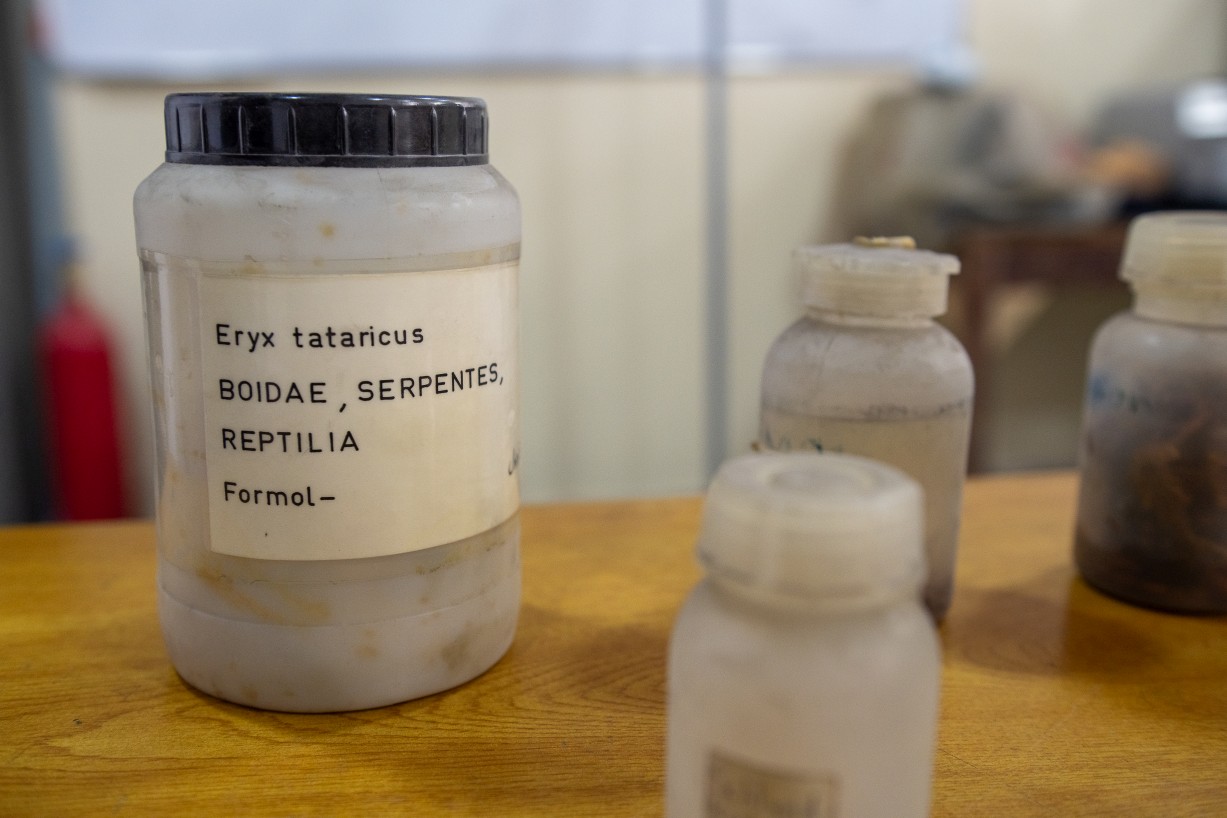 Eryx tataricus
BOIDAE, SERPENTES,
REPTILIA
Formol-